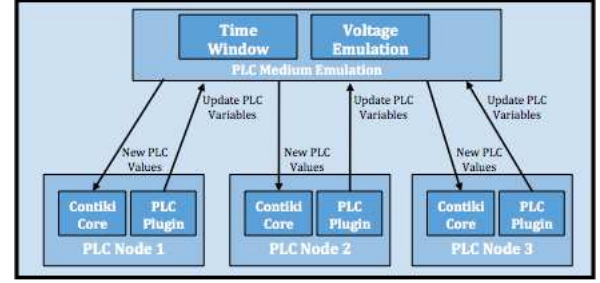 Time
Window
Voltage
Emulation
PLC Medium Emulation
Update PLC
Variables
Update PLC
Variables
Update PLC
Variables
New PLC
Values
New PLC
Values
New PLC
Values
Contiki
Core
PLC
Plugin
PLC Node 1
Contiki
Core
PLC
Plugin
PLC Node 2
Contiki
Core
PLC
Plugin
PLC Node 3